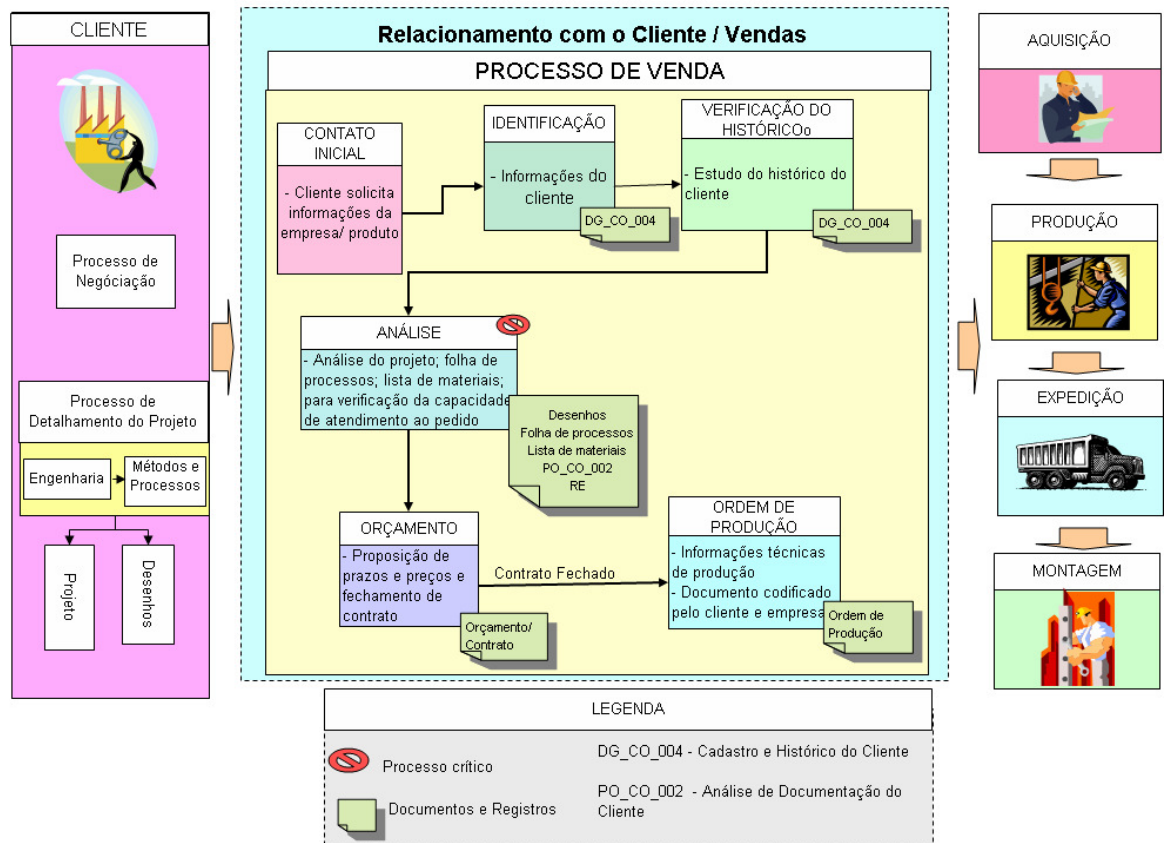 CLIENTE
Processo de
Negóciação
Processo de
Detalhamento do Projeto
Engenharia
Métodos e
Processos
Projeto
Desenhos
Relacionamento com o Cliente / Vendas
PROCESSO DE VENDA
CONTATO
INICIAL
- Cliente solicita
informações da
empresa/ produto
IDENTIFICAÇÃO
- Informações do
cliente
DG_CO_004
VERIFICAÇÃO DO
HISTÓRICOo
- Estudo do histórico do
cliente
DG_CO_004
ANÁLISE
- Análise do projeto; folha de
processos; lista de materiais;
para verificação da capacidade
de atendimento ao pedido
Desenhos
Folha de processos
Lista de materiais
PO_CO_002
RE
ORÇAMENTO
- Proposição de
prazos e preços e
fechamento de
contrato
Orçamento/
Contrato
Contrato Fechado
ORDEM DE
PRODUÇÃO
- Informações técnicas
de produção
- Documento codificado
pelo cliente e empresa
Ordem de
Produção
AQUISIÇÃO
PRODUÇÃO
EXPEDIÇÃO
MONTAGEM
LEGENDA
Processo crítico
Documentos e Registros
DG_CO_004 - Cadastro e Histórico do Cliente
PO_CO_002 - Análise de Documentação do
Cliente